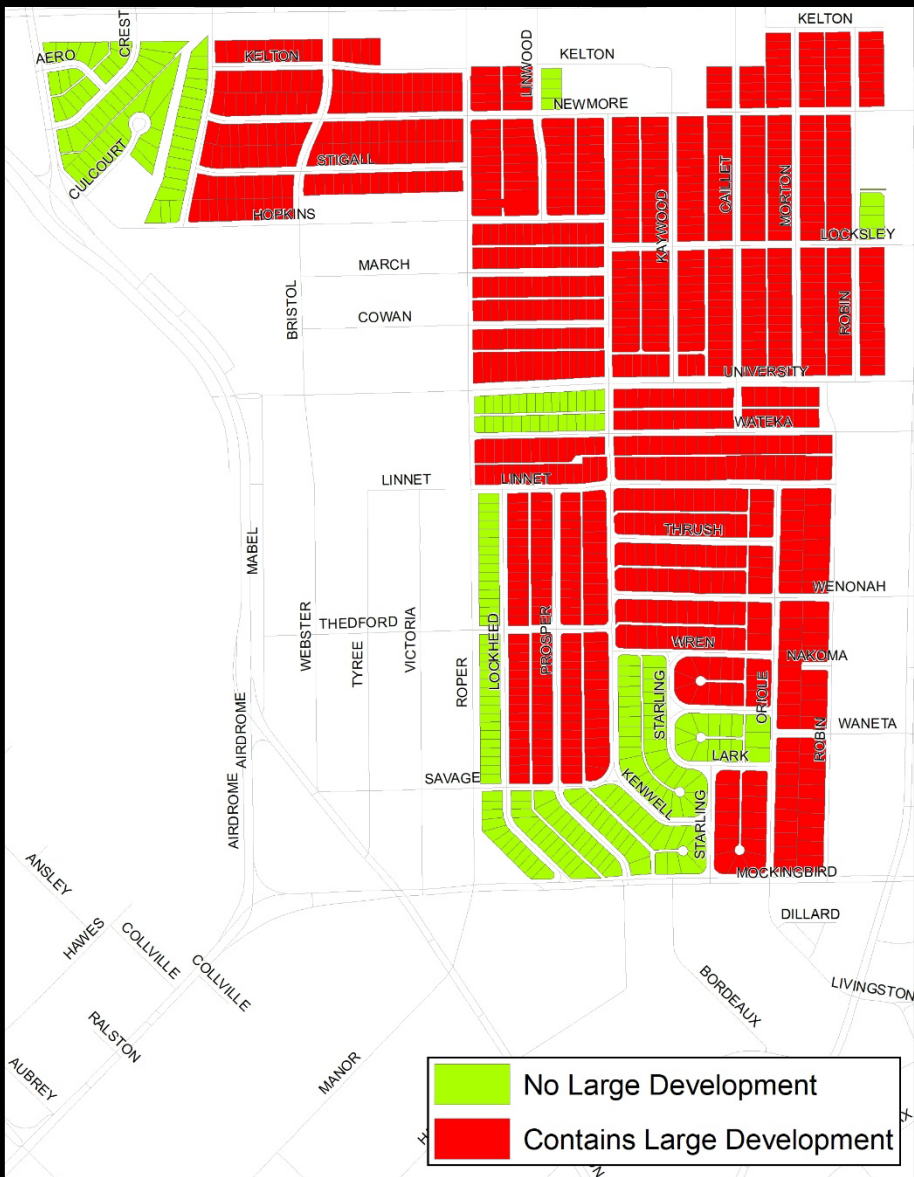 KELTON
CREST
AERO
KELTON
LINWOOD
KELTON
NEWMORE
CULCOURT
STIGALL
KAYWOOD
CAILLET
MORTON
HOPKINS
LOCKSLEY
MARCH
BRISTOL
COWAN
ROBIN
UNIVERSITY
WATEKA
LINNET
LINNET
MABEL
THRUSH
WENONAH
WEBSTER
THEDFORD
TYREE
VICTORIA
ROPER
LOCKHEED
PROSPER
WREN
NAKOMA
STARLING
ORIOLE
ROBIN
WANETA
AIRDROME
AIRDROME
LARK
SAVAGE
KENWELL
STARLING
MOCKINGBIRD
ANSLEY
HAWES
COLLVILLE
COLLVILLE
DILLARD
BORDEAUX
LIVINGSTON
RALSTON
AUBREY
MANOR
No Large Development
Contains Large Development